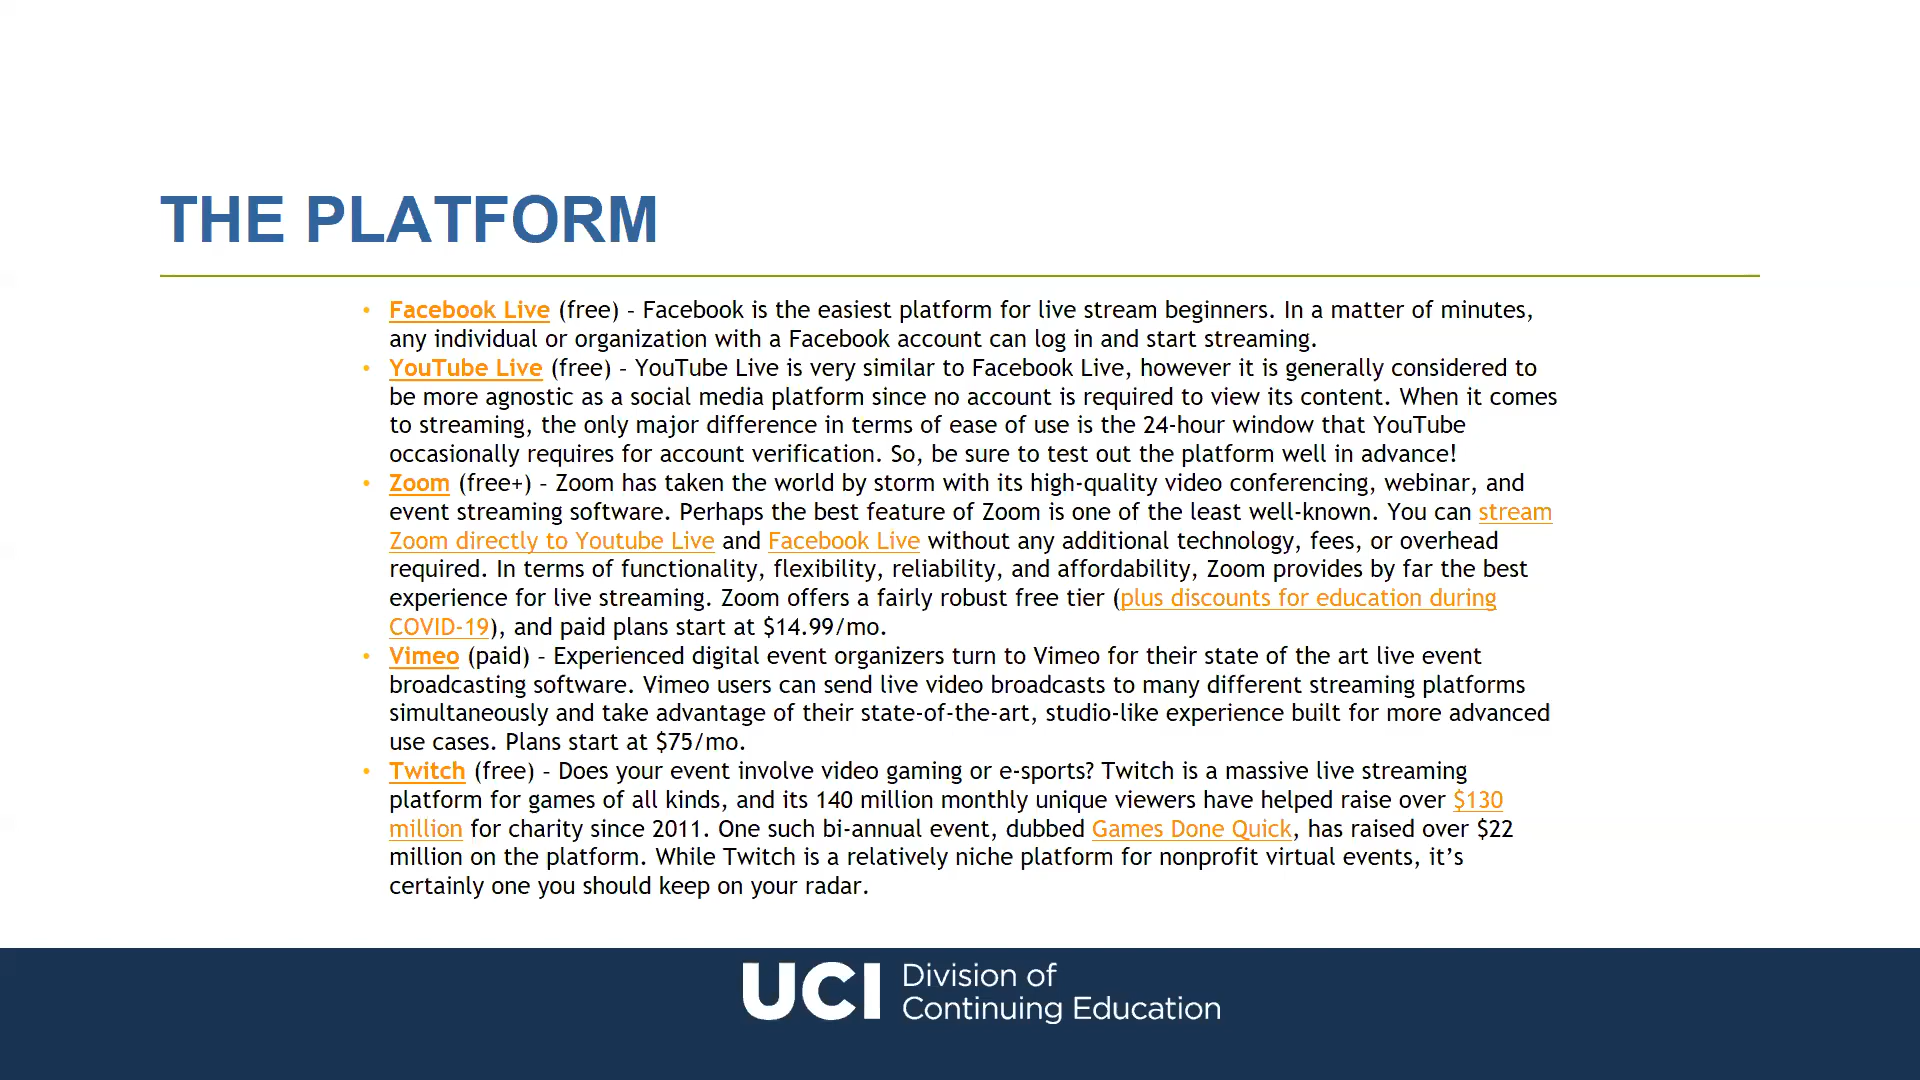 THE PLATFORM
• Facebook Live (free) - Facebook is the easiest platform for live stream beginners. In a matter of minutes,
any individual or organization with a Facebook account can log in and start streaming.
• YouTube Live (free) - YouTube Live is very similar to Facebook Live, however it is generally considered to
be more agnostic as a social media platform since no account is required to view its content. When it comes
to streaming, the only major difference in terms of ease of use is the 24-hour window that YouTube
occasionally requires for account verification. So, be sure to test out the platform well in advance!
• Zoom (free+) - Zoom has taken the world by storm with its high-quality video conferencing, webinar, and
event streaming software. Perhaps the best feature of Zoom is one of the least well-known. You can stream
Zoom directly to Youtube Live and Facebook Live without any additional technology, fees, or overhead
required. In terms of functionality, flexibility, reliability, and affordability, Zoom provides by far the best
experience for live streaming. Zoom offers a fairly robust free tier (plus discounts for education during
COVID-19), and paid plans start at $14.99/mo.
• Vimeo (paid) - Experienced digital event organizers turn to Vimeo for their state of the art live event
broadcasting software. Vimeo users can send live video broadcasts to many different streaming platforms
simultaneously and take advantage of their state-of-the-art, studio-like experience built for more advanced
use cases. Plans start at $75/mo.
• Twitch (free) - Does your event involve video gaming or e-sports? Twitch is a massive live streaming
platform for games of all kinds, and its 140 million monthly unique viewers have helped raise over $130
million for charity since 2011. One such bi-annual event, dubbed Games Done Quick, has raised over $22
million on the platform. While Twitch is a relatively niche platform for nonprofit virtual events, it's
certainly one you should keep on your radar.
UCI Division of
Continuing Education